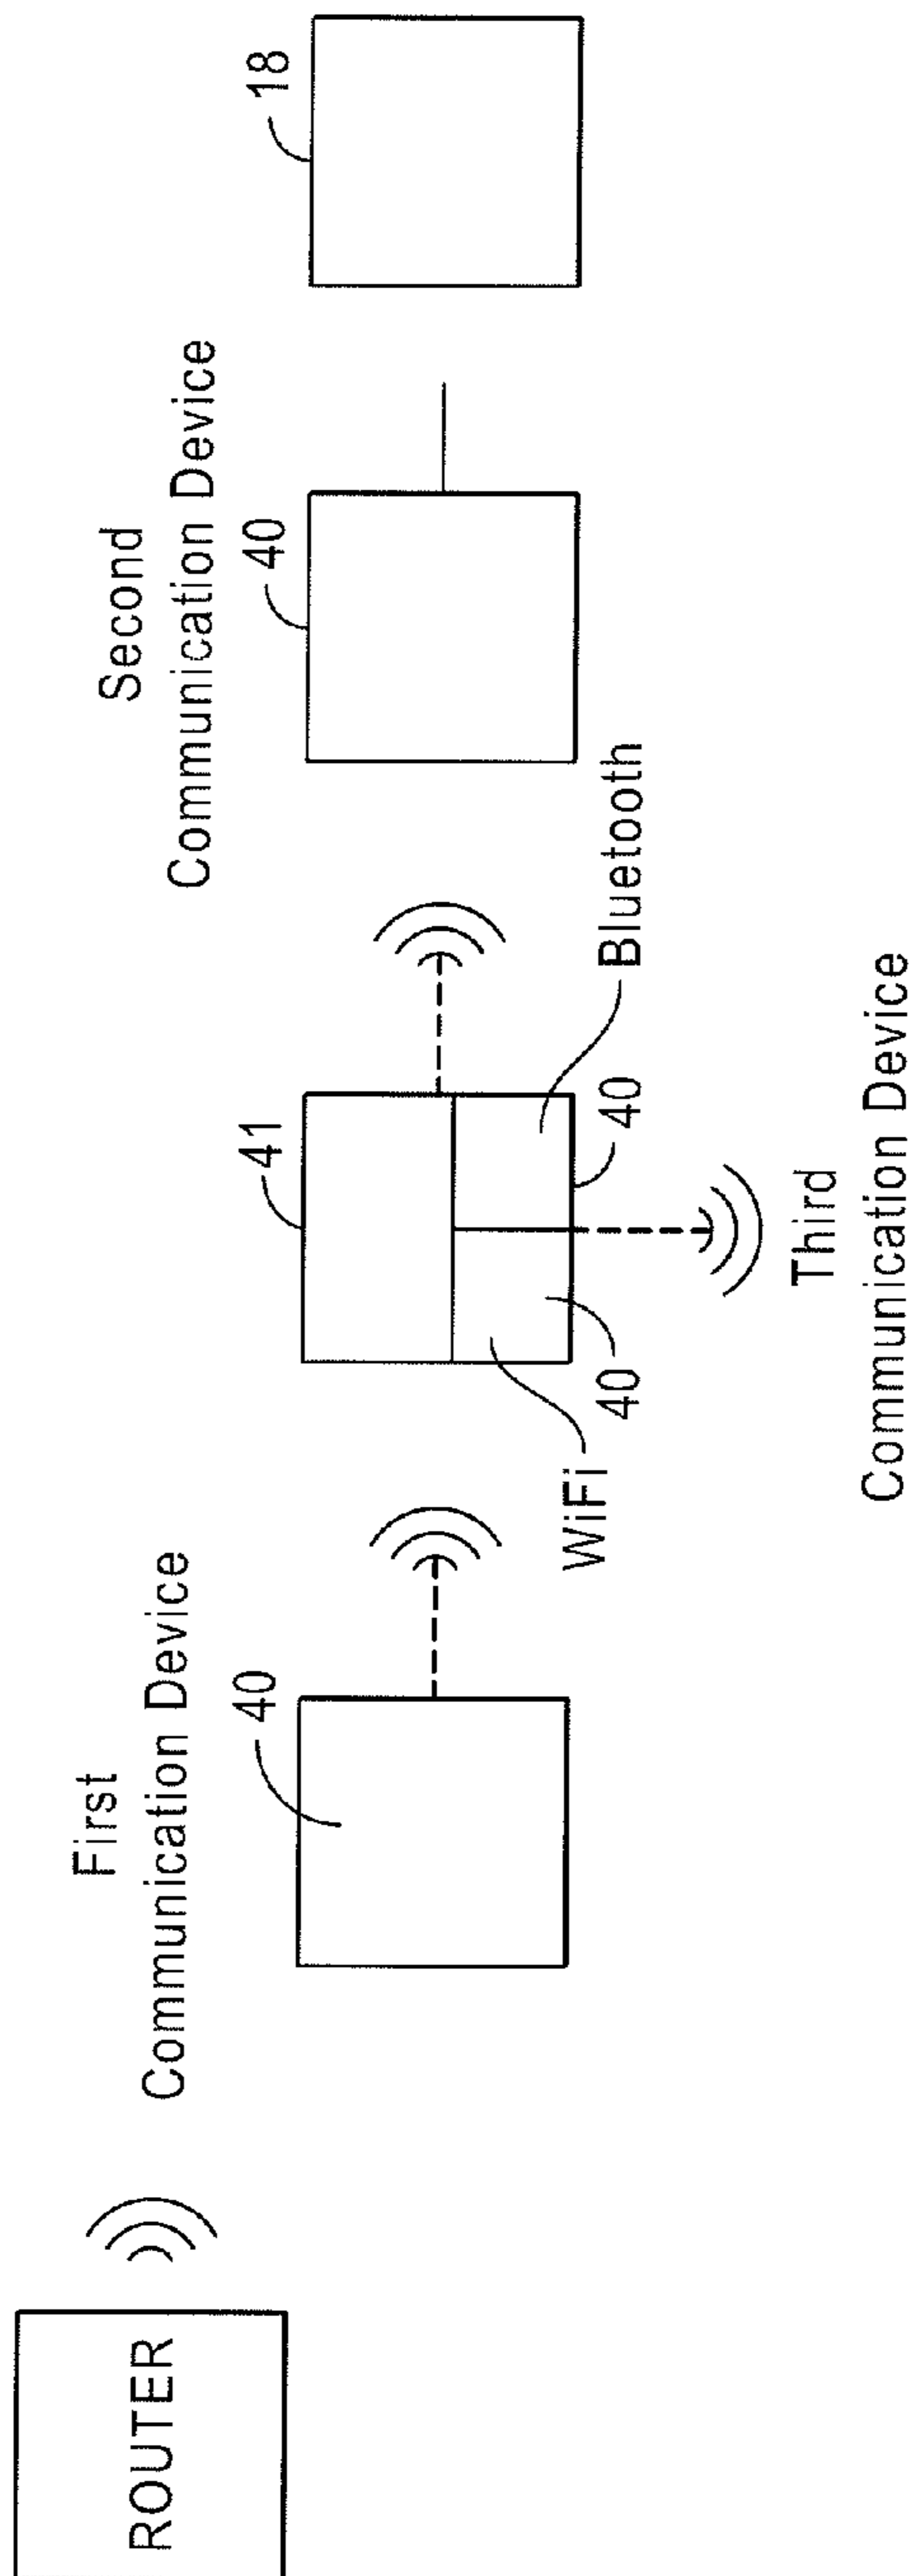 ROUTER
First
Communication Device
40
WiFi
40
41
40
Bluetooth
Third
Communication Device
Second
Communication Device
40
18